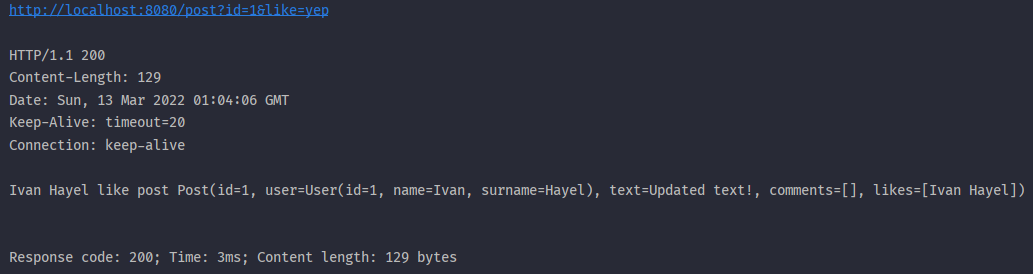 http://localhost:8080/post?id=1&like=yep
HTTP/1.1 200
Content-Length: 129
Date: Sun, 13 Mar 2022 01:04:06 GMT
Keep-Alive: timeout=20
Connection: keep-alive
Ivan Hayel like post Post(id=1, user=User(id=1, name=Ivan, surname=Hayel), text=Updated text!, comments=[], likes=[Ivan Hayel])
Response code: 200; Time: 3ms; Content length: 129 bytes